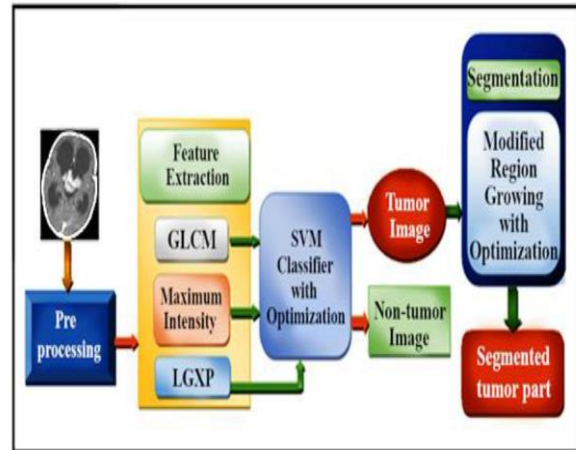 Pre
processing
Feature
Extraction
GLCM
Maximum
Intensity
LGXP
SVM
Classifier
with
Optimization
Tumor
Image
Non-tumor
Image
Segmentation
Modified
Region
Growing
with
Optimization
Segmented
tumor part